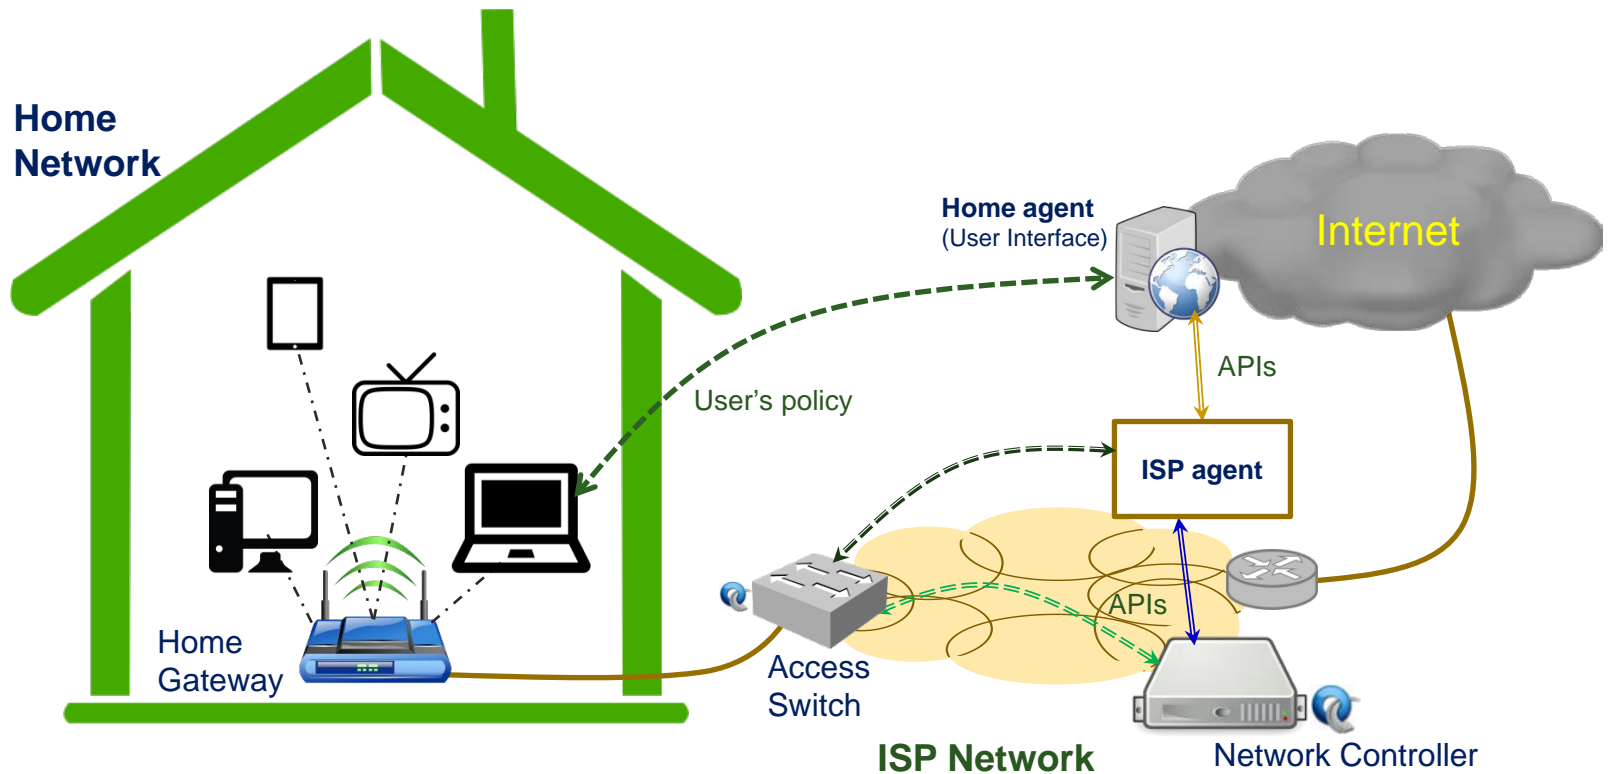 Home
Network
Home agent
(User Interface)
Internet
APIs
User’s policy
ISP agent
APIs
Home
Gateway
Access
Switch
ISP Network
Network Controller